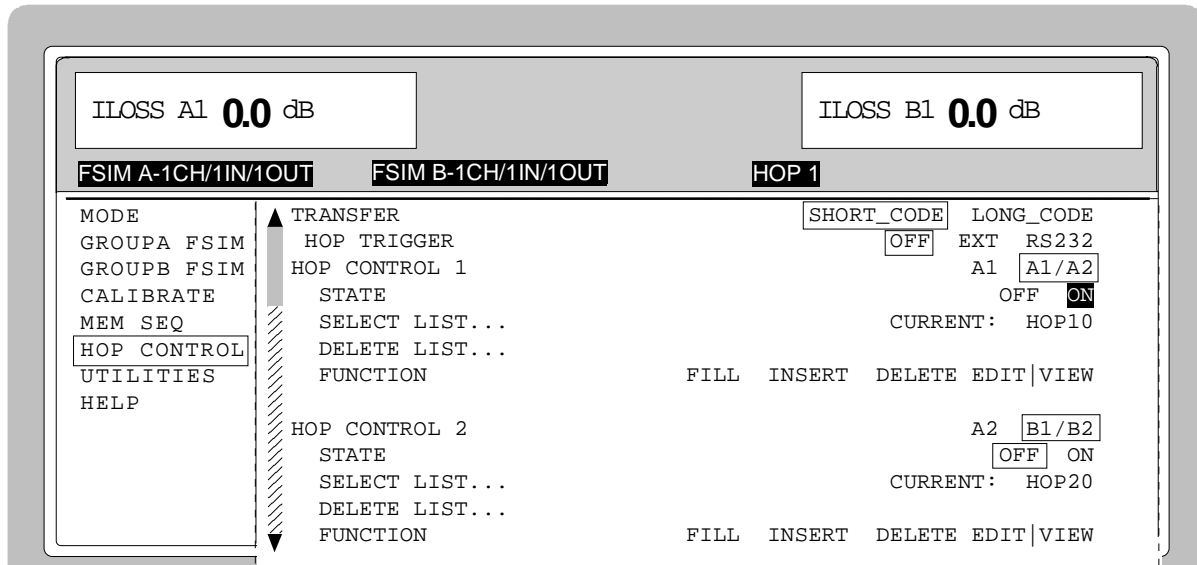 ILOSS A1 0.0 dB
ILOSS B1 0.0 dB
FSIM A-1CH/1IN/1OUT FSIM B-1CH/1IN/1OUT HOP 1
MODE
GROUPA FSIM
GROUPB FSIM
CALIBRATE
MEM SEQ
HOP CONTROL
UTILITIES
HELP
TRANSFER SHORT_CODE LONG_CODE
HOP TRIGGER OFF EXT RS232
HOP CONTROL 1 A1 A1/A2
STATE OFF ON
SELECT LIST... CURRENT: HOP10
DELETE LIST...
FUNCTION FILL INSERT DELETE EDIT|VIEW
HOP CONTROL 2 A2 B1/B2
STATE OFF ON
SELECT LIST... CURRENT: HOP20
DELETE LIST...
FUNCTION FILL INSERT DELETE EDIT|VIEW